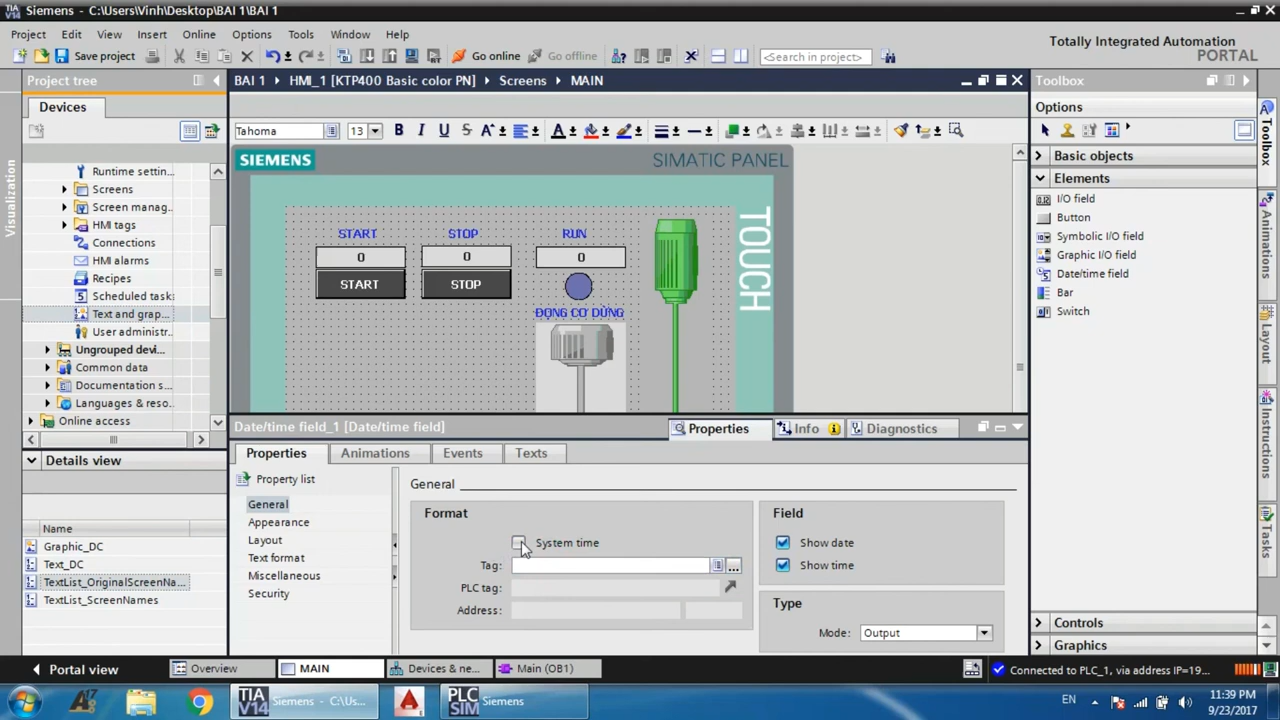 Siemens - C:\Users\Vinh\Desktop\BAI 1\BAI 1
Project Edit View Insert Online Options Tools Window Help
Totally Integrated Automation
PORTAL
Save project
Go online
Go offline
<Search in project>
Project tree
BAI 1
HMI_1 [KTP400 Basic color PN]
Screens
MAIN
Toolbox
Devices
Options
Tahoma
13
B I U S A
Visualization
Runtime settin...
Screens
Screen manag...
HMI tags
Connections
HMI alarms
Recipes
Scheduled tasks
Text and grap...
User administr...
Ungrouped devi...
Common data
Documentation s...
Languages & reso...
Online access
Details view
Name
Graphic_DC
Text_DC
TextList_OriginalScreenNa...
TextList_ScreenNames
SIEMENS
SIMATIC PANEL
TOUCH
START
STOP
RUN
0
0
0
START
STOP
ĐỘNG CƠ DỪNG
Basic objects
Elements
I/O field
Button
Symbolic I/O field
Graphic I/O field
Date/time field
Bar
Switch
Controls
Graphics
Toolbox
Animations
Layout
Instructions
Tasks
Date/time field_1 [Date/time field]
Properties
Info
Diagnostics
Properties
Animations
Events
Texts
Property list
General
Appearance
Layout
Text format
Miscellaneous
Security
General
Format
System time
Tag:
PLC tag:
Address:
Field
Show date
Show time
Type
Mode:
Output
Portal view
Overview
MAIN
Devices & ne...
Main (OB1)
Connected to PLC_1, via address IP=19...
TIA V14
Siemens - C:\Us...
PLC SIM
Siemens
EN
11:39 PM
9/23/2017